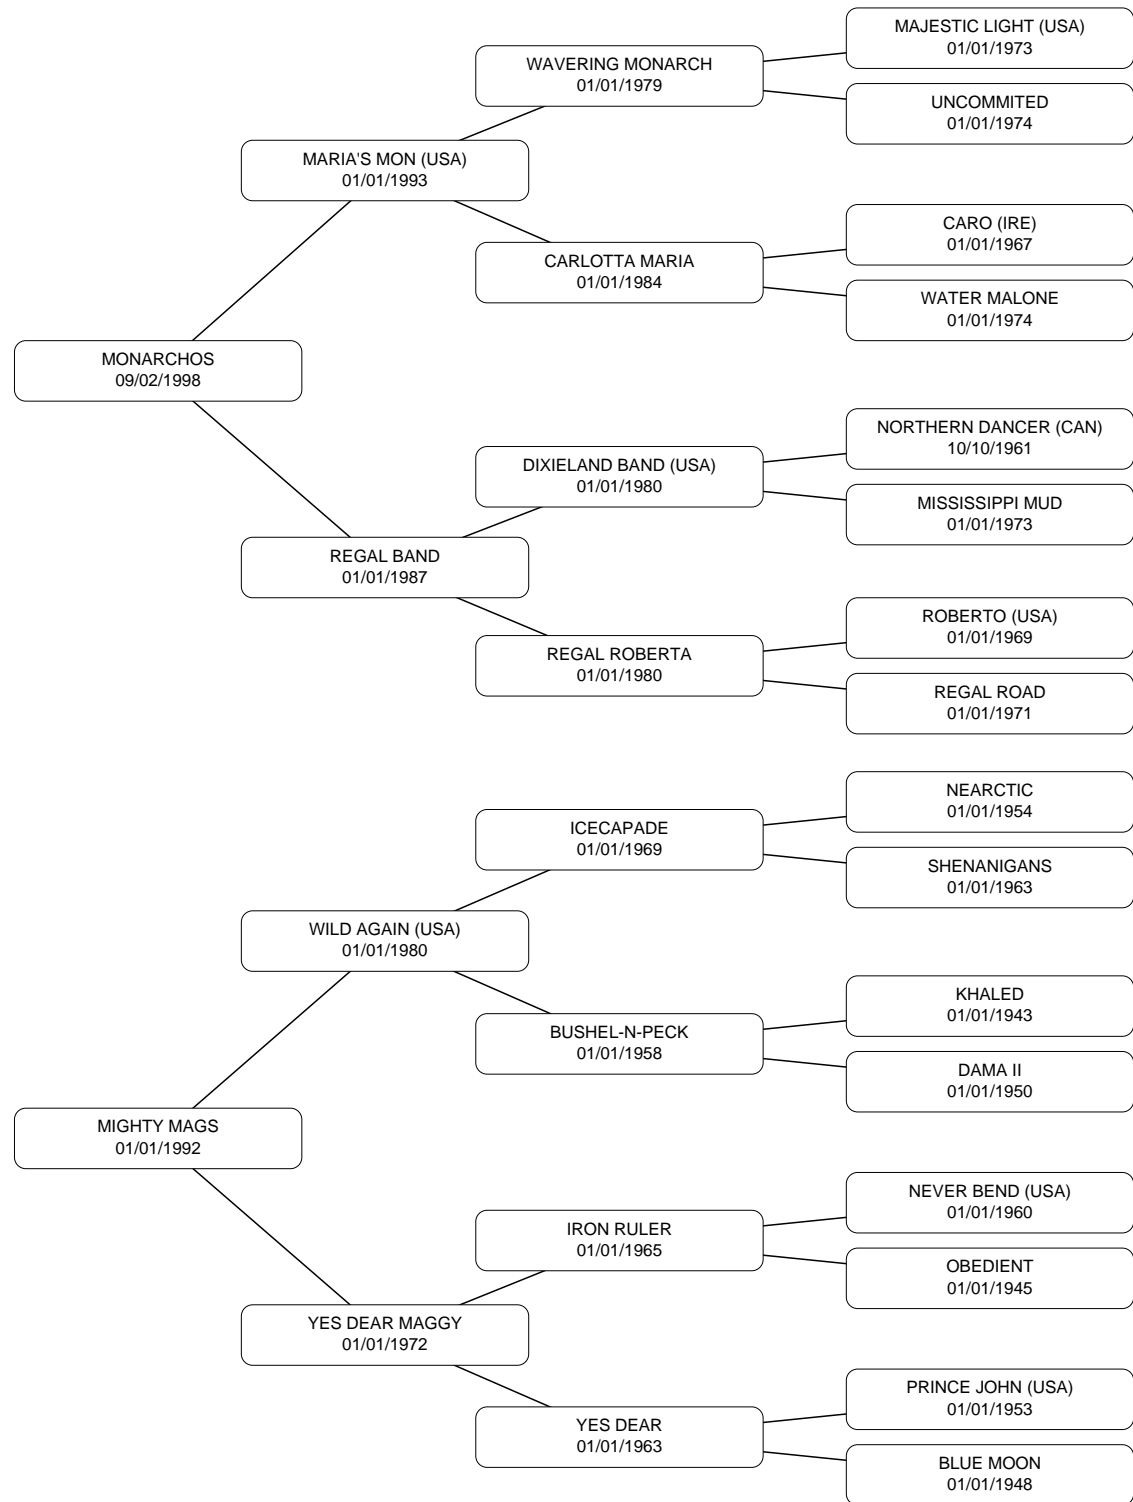 MAJESTIC LIGHT (USA)
01/01/1973
WAVERING MONARCH
01/01/1979
UNCOMMITED
01/01/1974
MARIA'S MON (USA)
01/01/1993
CARO (IRE)
01/01/1967
CARLOTTA MARIA
01/01/1984
WATER MALONE
01/01/1974
MONARCHOS
09/02/1998
NORTHERN DANCER (CAN)
10/10/1961
DIXIELAND BAND (USA)
01/01/1980
MISSISSIPPI MUD
01/01/1973
REGAL BAND
01/01/1987
ROBERTO (USA)
01/01/1969
REGAL ROBERTA
01/01/1980
REGAL ROAD
01/01/1971
NEARCTIC
01/01/1954
ICECAPADE
01/01/1969
SHENANIGANS
01/01/1963
WILD AGAIN (USA)
01/01/1980
KHALED
01/01/1943
BUSHEL-N-PECK
01/01/1958
DAMA II
01/01/1950
MIGHTY MAGS
01/01/1992
NEVER BEND (USA)
01/01/1960
IRON RULER
01/01/1965
OBEDIENT
01/01/1945
YES DEAR MAGGY
01/01/1972
PRINCE JOHN (USA)
01/01/1953
YES DEAR
01/01/1963
BLUE MOON
01/01/1948